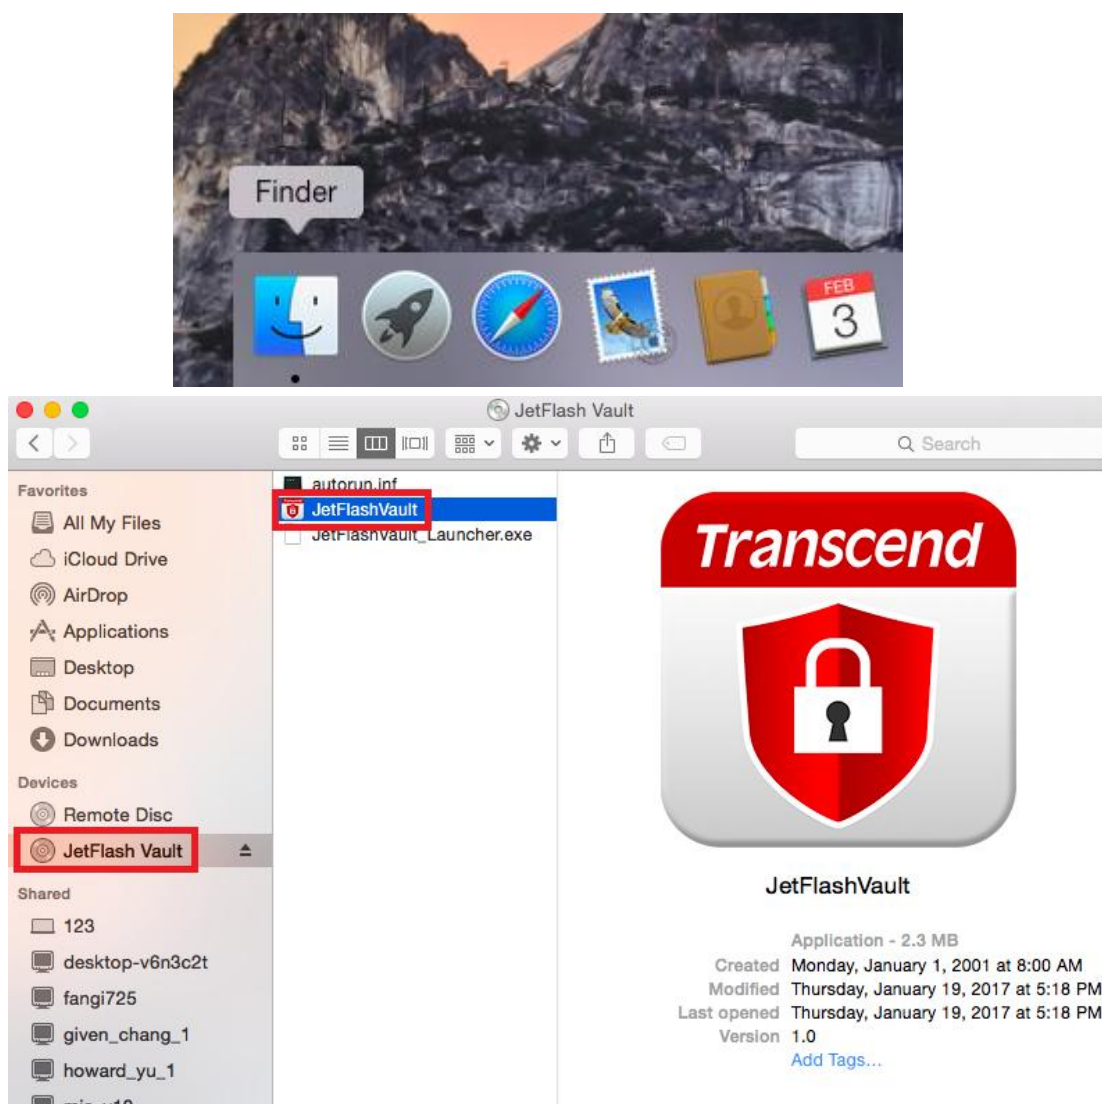 Finder
FEB
3
JetFlash Vault
Search
Favorites
All My Files
iCloud Drive
AirDrop
Applications
Desktop
Documents
Downloads
Devices
Remote Disc
JetFlash Vault
Shared
123
desktop-v6n3c2t
fangi725
given_chang_1
howard_yu_1
autorun.inf
JetFlashVault
JetFlashVault_Launcher.exe
Transcend
JetFlashVault
Application - 2.3 MB
Created Monday, January 1, 2001 at 8:00 AM
Modified Thursday, January 19, 2017 at 5:18 PM
Last opened Thursday, January 19, 2017 at 5:18 PM
Version 1.0
Add Tags...